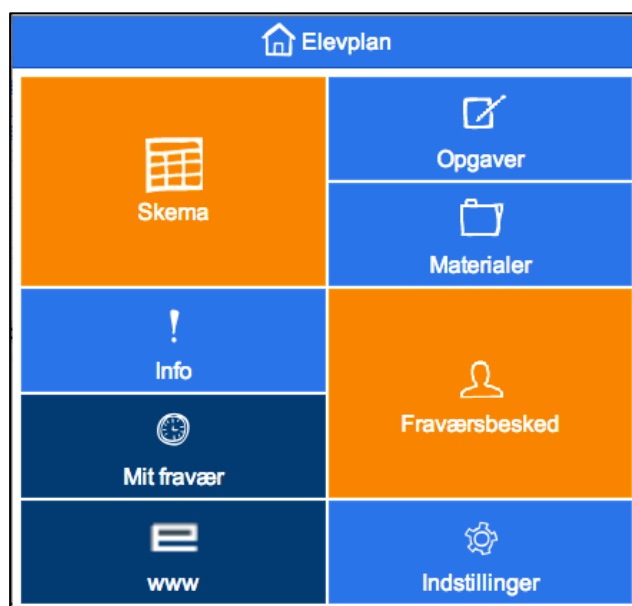 Elevplan
Skema
Opgaver
Materialer
Info
Fraværsbesked
Mit fravær
www
Indstillinger